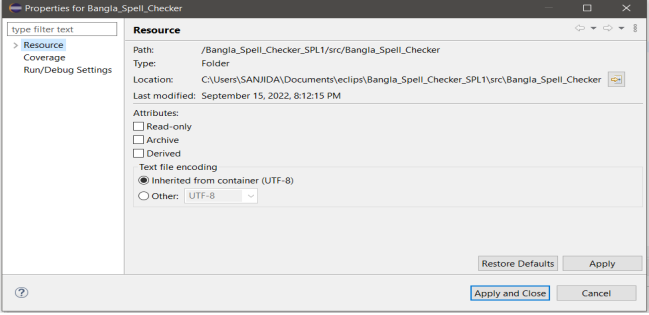 Properties for Bangla_Spell_Checker
type filter text
Resource
Coverage
Run/Debug Settings
Resource
Path: /Bangla_Spell_Checker_SPL1/src/Bangla_Spell_Checker
Type: Folder
Location: C:\Users\SANJIDA\Documents\eclips\Bangla_Spell_Checker_SPL1\src\Bangla_Spell_Checker
Last modified: September 15, 2022, 8:12:15 PM
Attributes:
Read-only
Archive
Derived
Text file encoding
Inherited from container (UTF-8)
Other: UTF-8
Restore Defaults Apply
Apply and Close Cancel